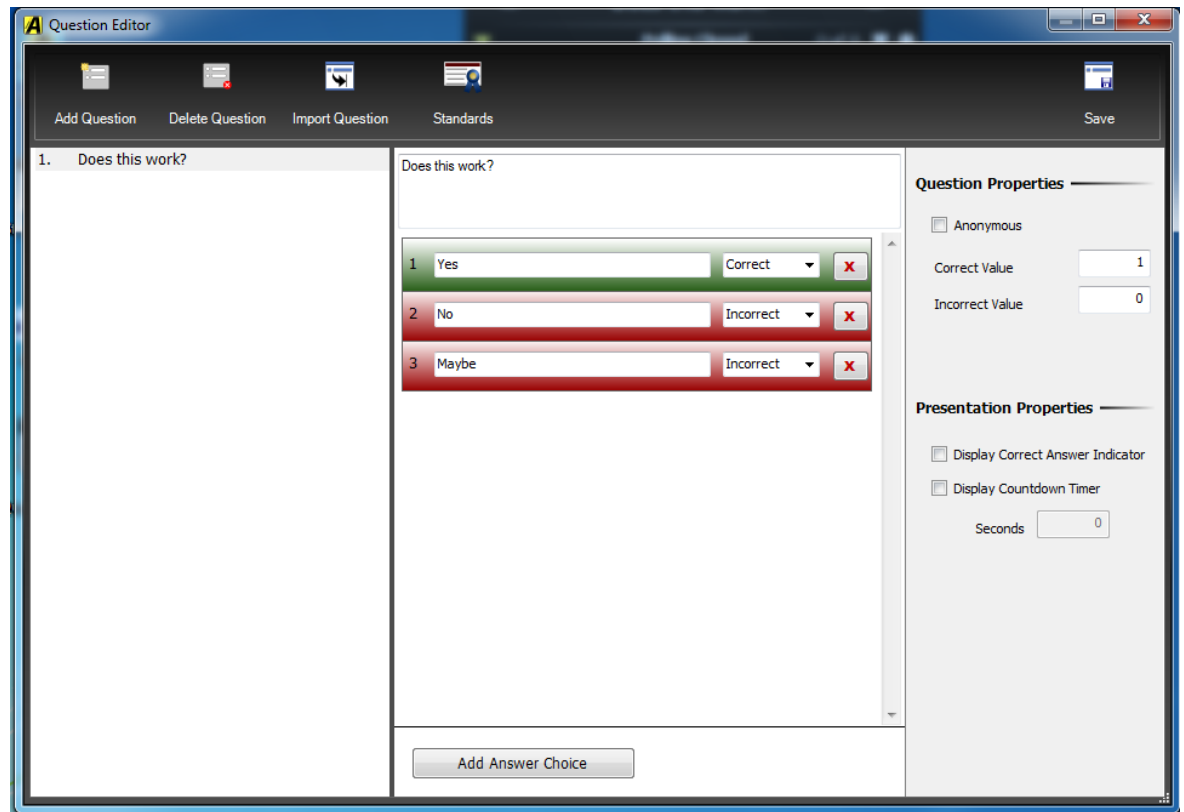 Question Editor
Add Question Delete Question Import Question Standards Save
1. Does this work?
Does this work?
1 Yes Correct x
2 No Incorrect x
3 Maybe Incorrect x
Add Answer Choice
Question Properties
Anonymous
Correct Value 1
Incorrect Value 0
Presentation Properties
Display Correct Answer Indicator
Display Countdown Timer
Seconds 0